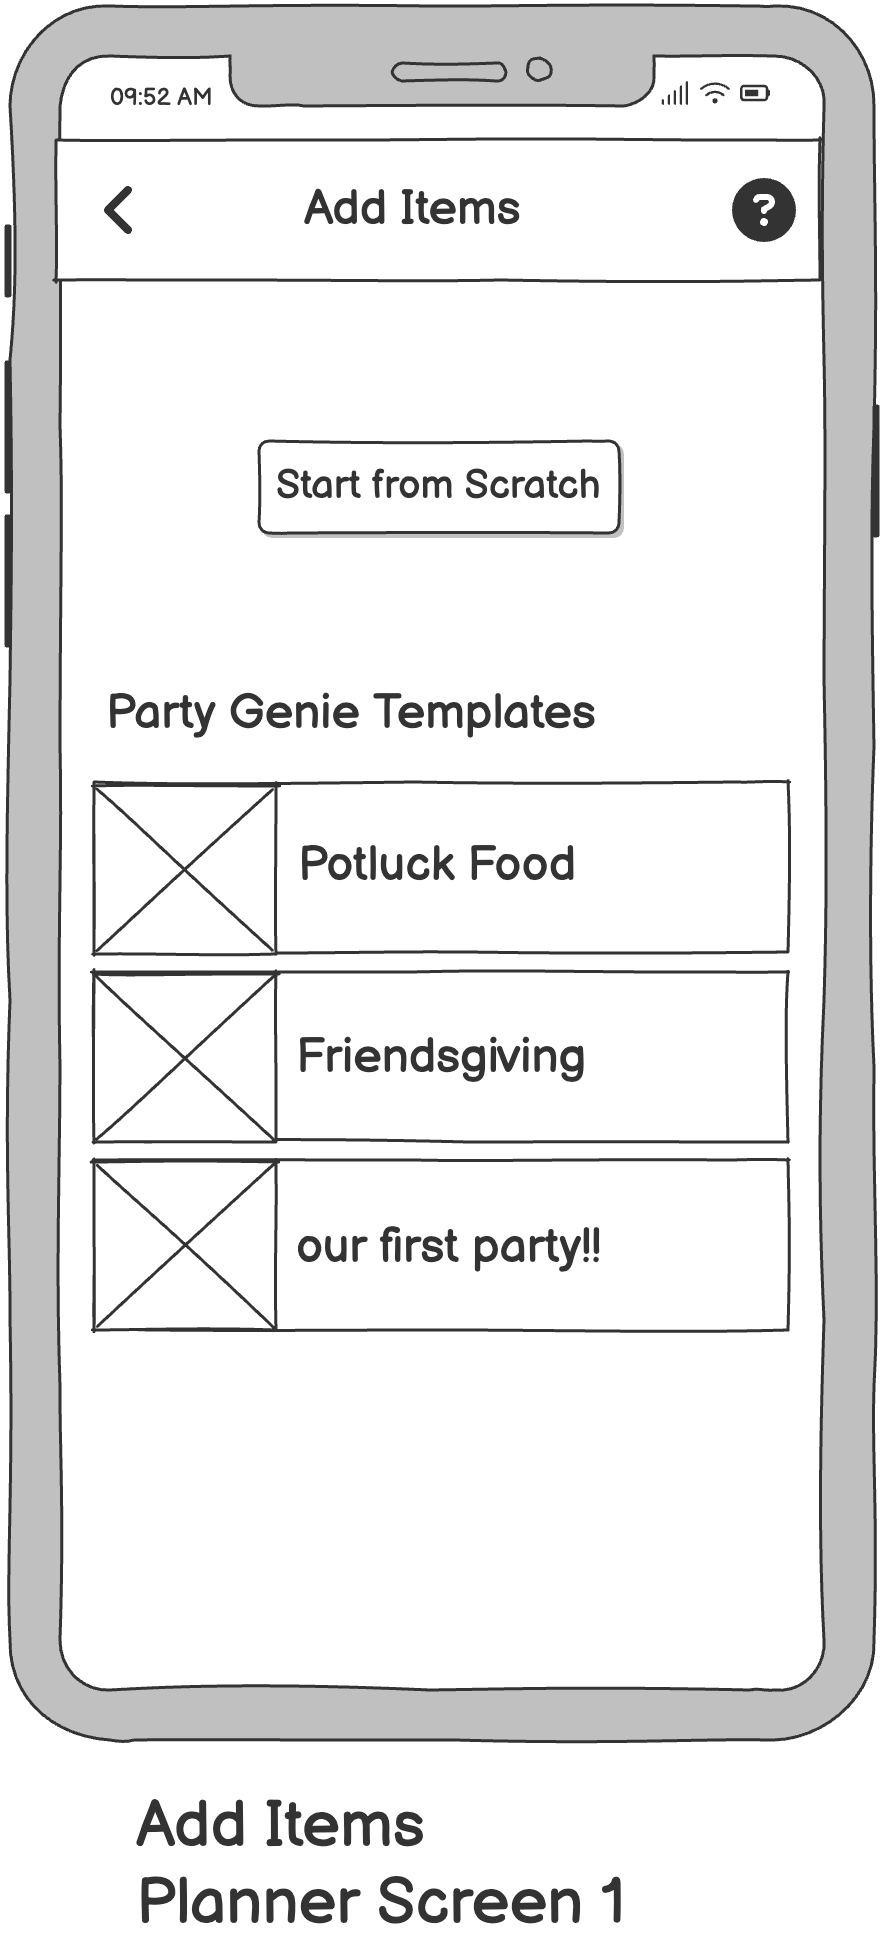 09:52 AM
Add Items
?
Start from Scratch
Party Genie Templates
Potluck Food
Friendsgiving
our first party!!
Add Items
Planner Screen 1